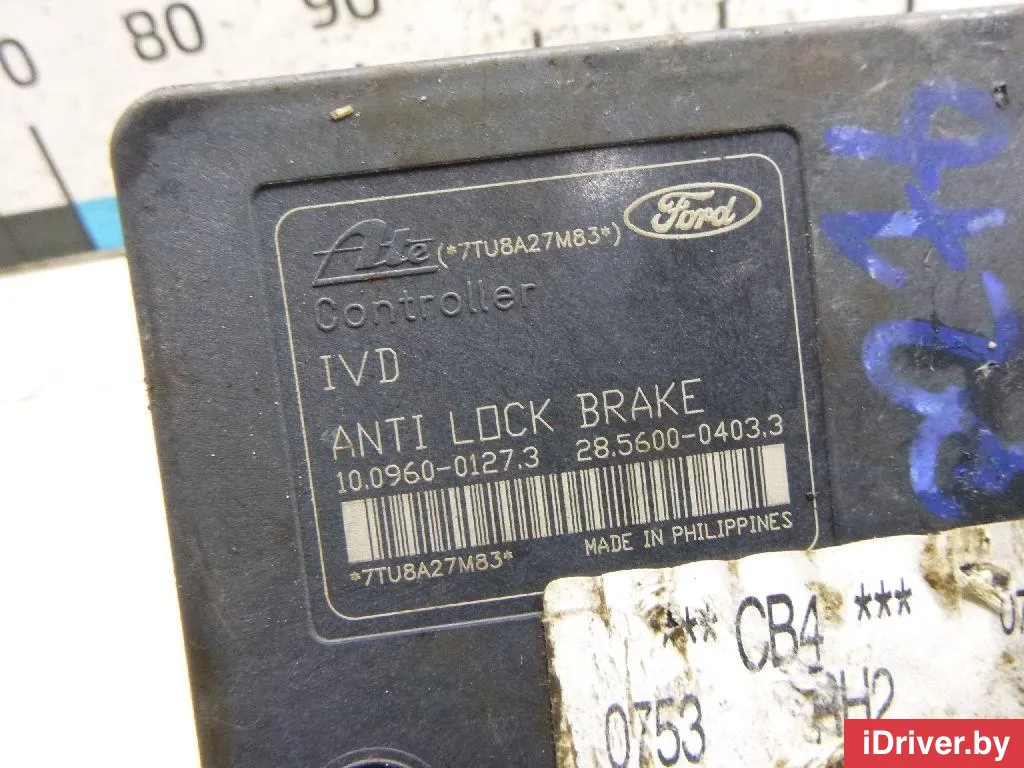 80 90
Ate (*7TU8A27M83*) Ford
Controller
IVD
ANTI LOCK BRAKE
10.0960-0127.3 28.5600-0403.3
*7TU8A27M83*
MADE IN PHILIPPINES
*** CB4 ***
0753
iDriver.by